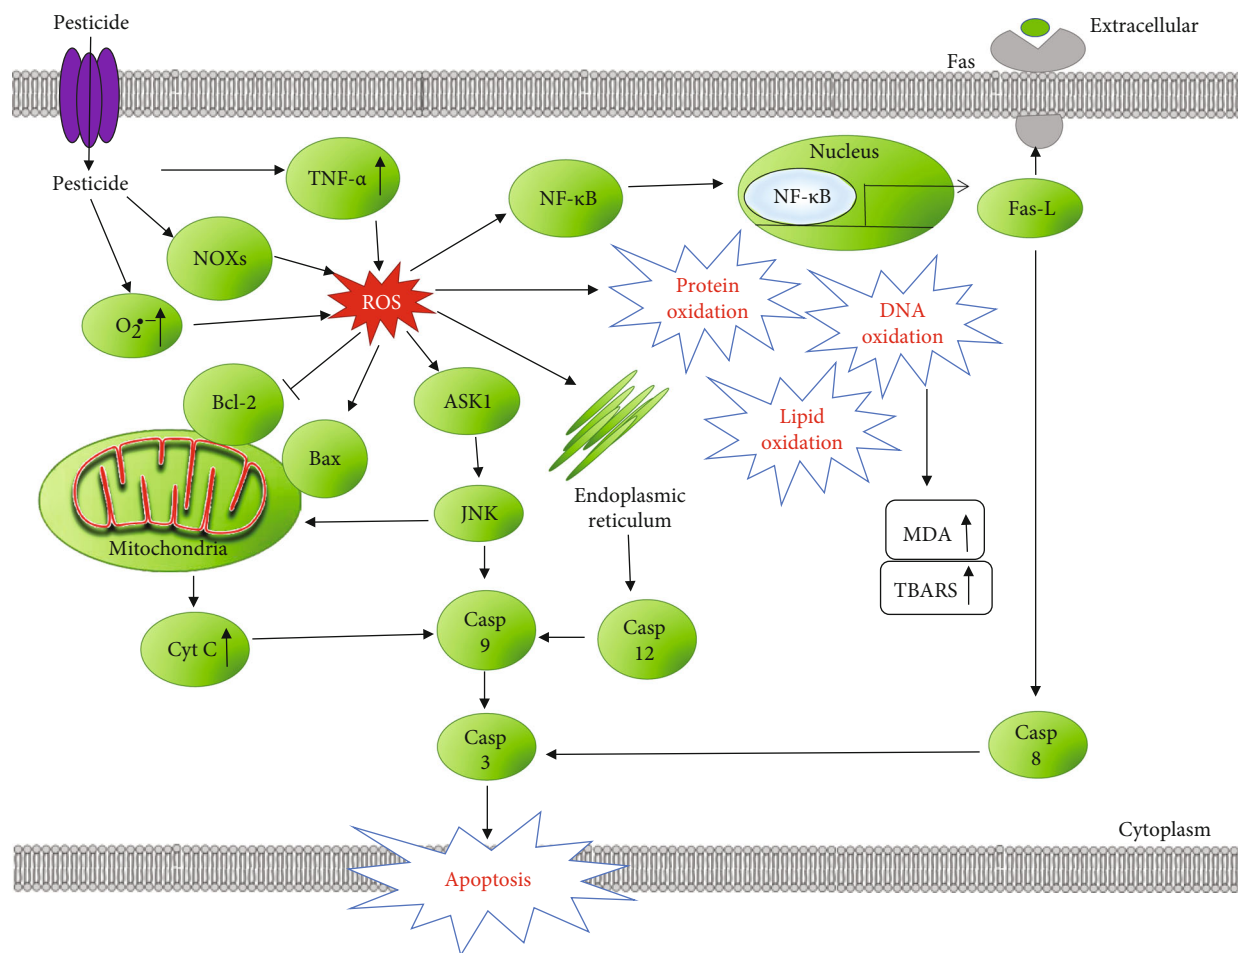 Pesticide
Extracellular
Fas
Pesticide
TNF-α
NF-κB
Nucleus
NF-κB
Fas-L
NOXs
O2•−
ROS
Protein
oxidation
DNA
oxidation
Lipid
oxidation
Bcl-2
Bax
ASK1
Mitochondria
JNK
Endoplasmic
reticulum
MDA
TBARS
Cyt C
Casp
9
Casp
12
Casp
3
Casp
8
Cytoplasm
Apoptosis